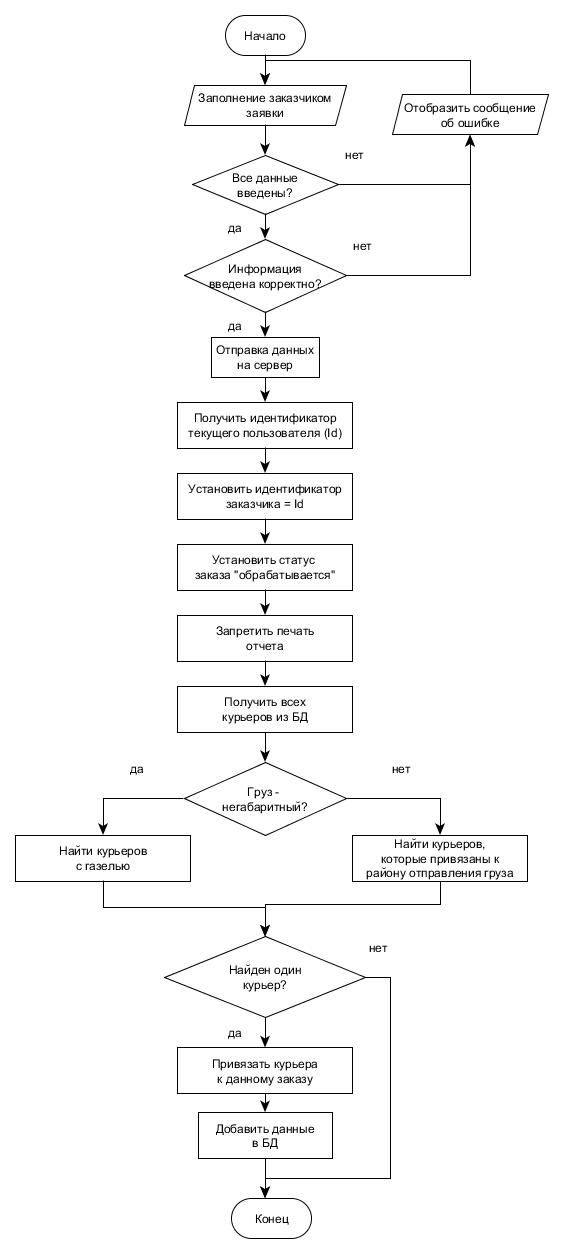 Начало
Заполнение заказчиком
заявки
Отобразить сообщение
об ошибке
нет
Все данные
введены?
да
нет
Информация
введена корректно?
да
Отправка данных
на сервер
Получить идентификатор
текущего пользователя (Id)
Установить идентификатор
заказчика = Id
Установить статус
заказа "обрабатывается"
Запретить печать
отчета
Получить всех
курьеров из БД
да
нет
Груз -
негабаритный?
Найти курьеров
с газелью
Найти курьеров,
которые привязаны к
району отправления груза
нет
Найден один
курьер?
да
Привязать курьера
к данному заказу
Добавить данные
в БД
Конец